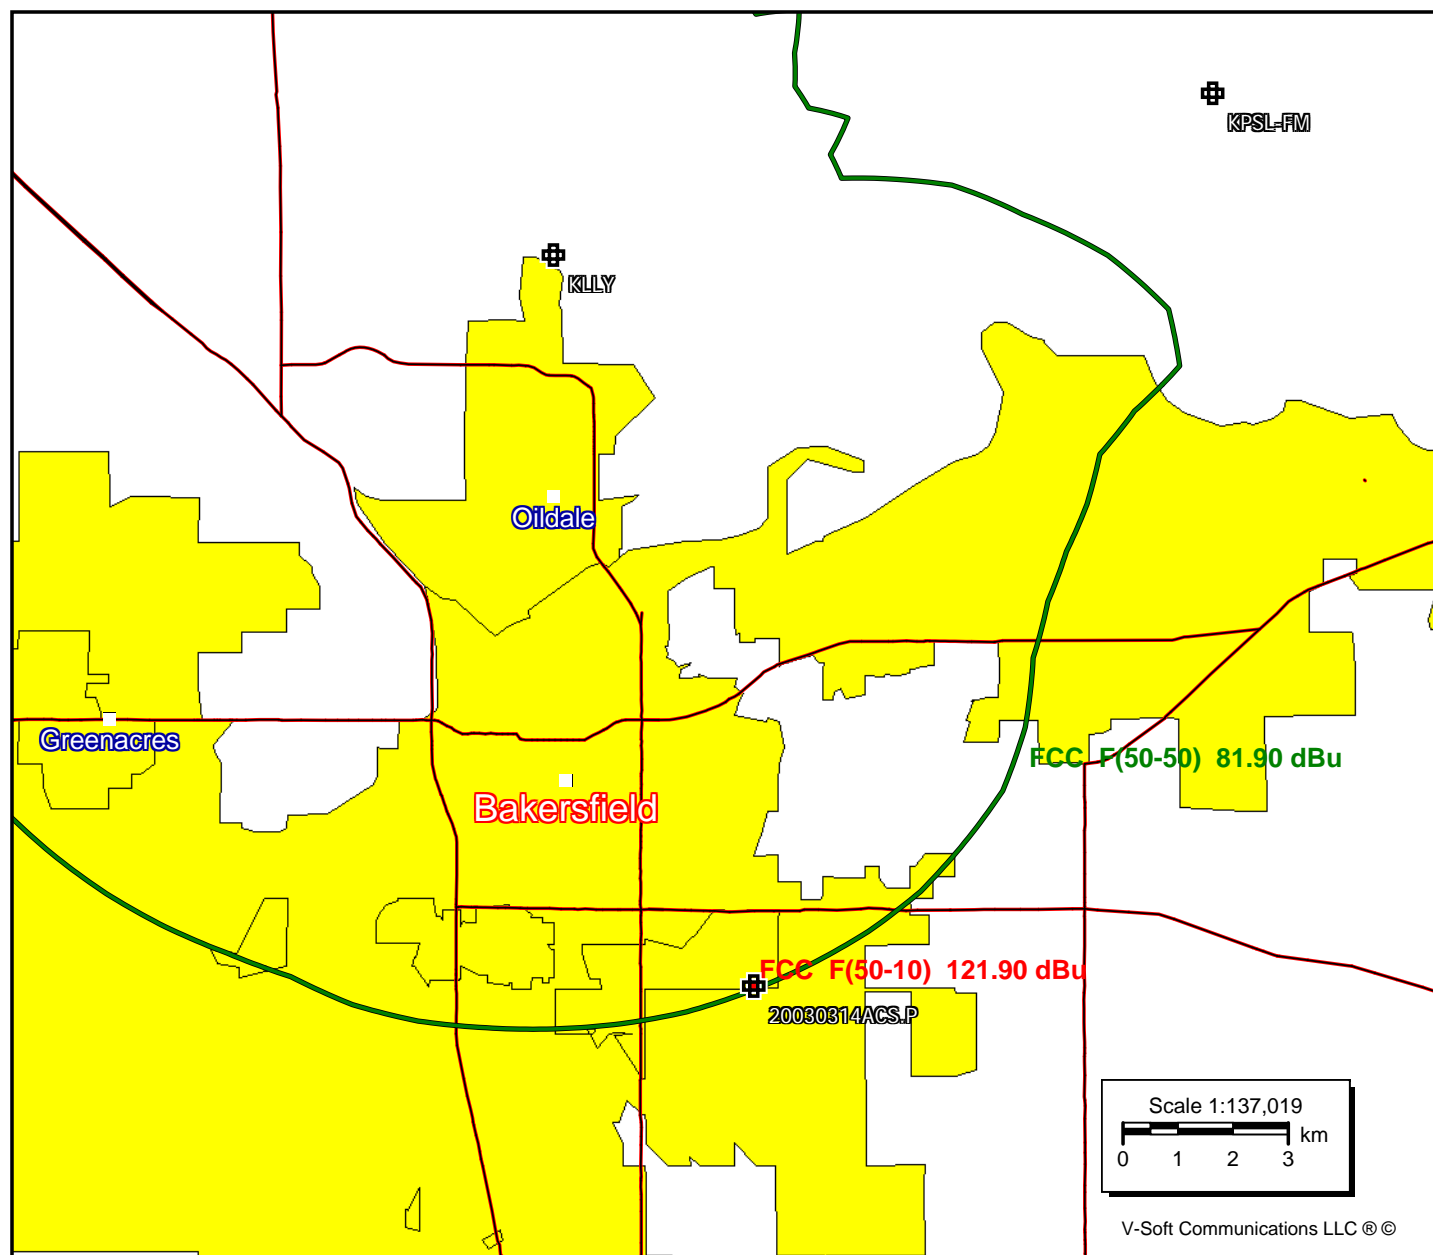 KPSL-FM
KLLY
Oildale
Greenacres
FCC F(50-50) 81.90 dBu
Bakersfield
FCC F(50-10) 121.90 dBu
20030314ACS.P
Scale 1:137,019
km
0 1 2 3
V-Soft Communications LLC ® ©